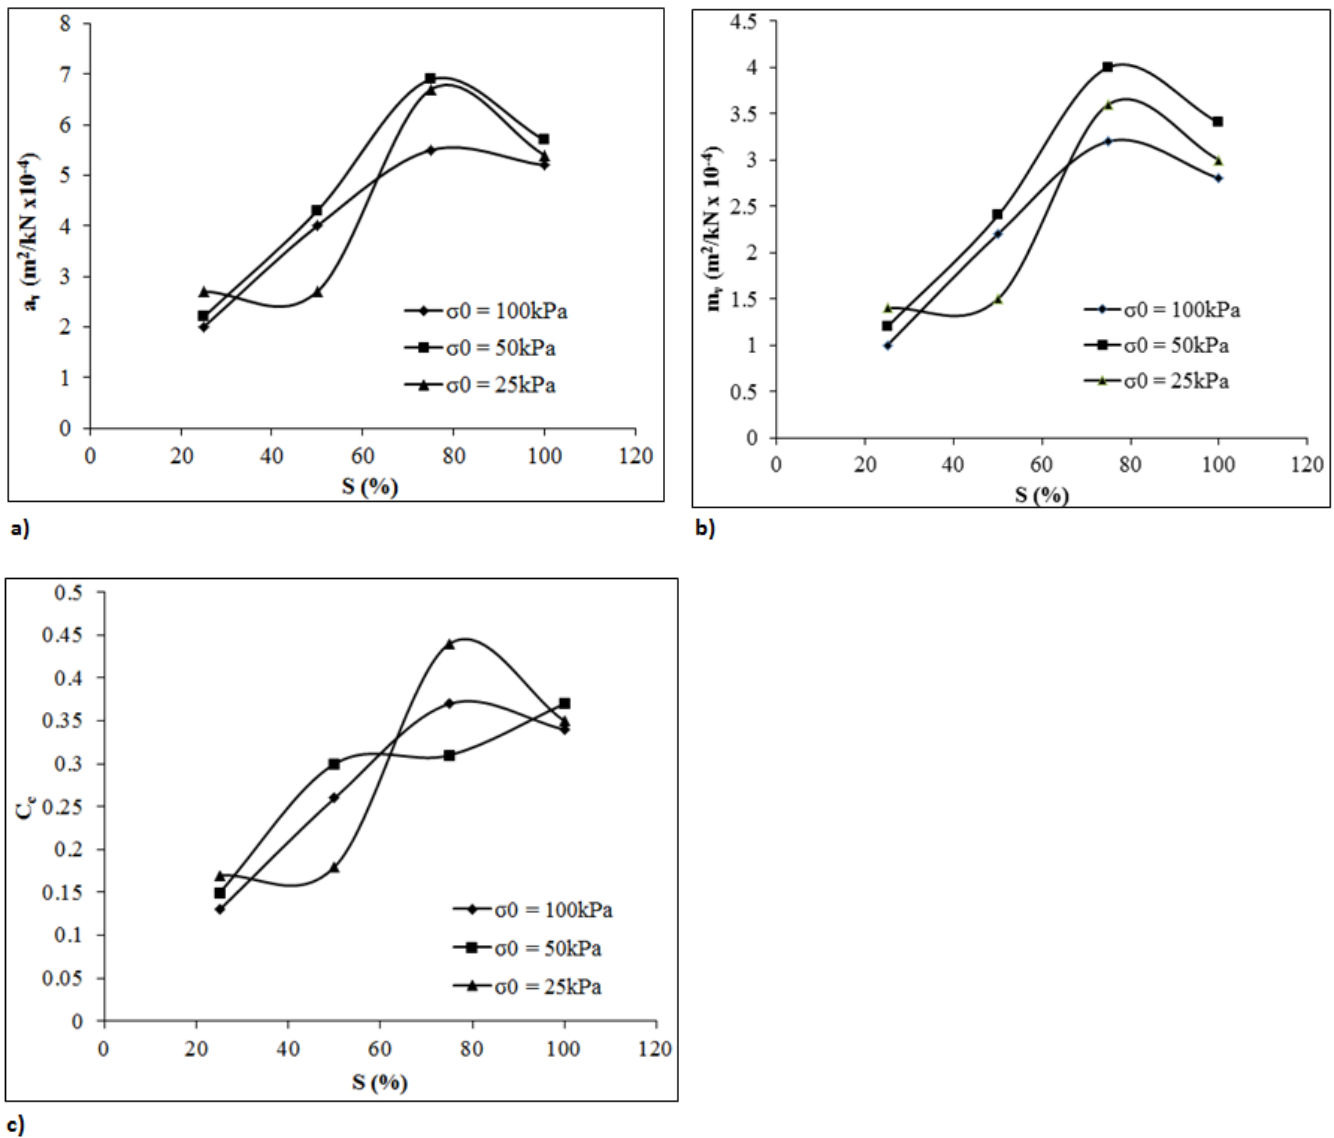 8
7
6
5
4
3
2
1
0
0 20 40 60 80 100 120
av (m²/kN x10⁻⁴)
S (%)
σ0 = 100kPa
σ0 = 50kPa
σ0 = 25kPa
a)
4.5
4
3.5
3
2.5
2
1.5
1
0.5
0
0 20 40 60 80 100 120
mv (m²/kN x 10⁻⁴)
S (%)
σ0 = 100kPa
σ0 = 50kPa
σ0 = 25kPa
b)
0.5
0.45
0.4
0.35
0.3
0.25
0.2
0.15
0.1
0.05
0
0 20 40 60 80 100 120
Cc
S (%)
σ0 = 100kPa
σ0 = 50kPa
σ0 = 25kPa
c)